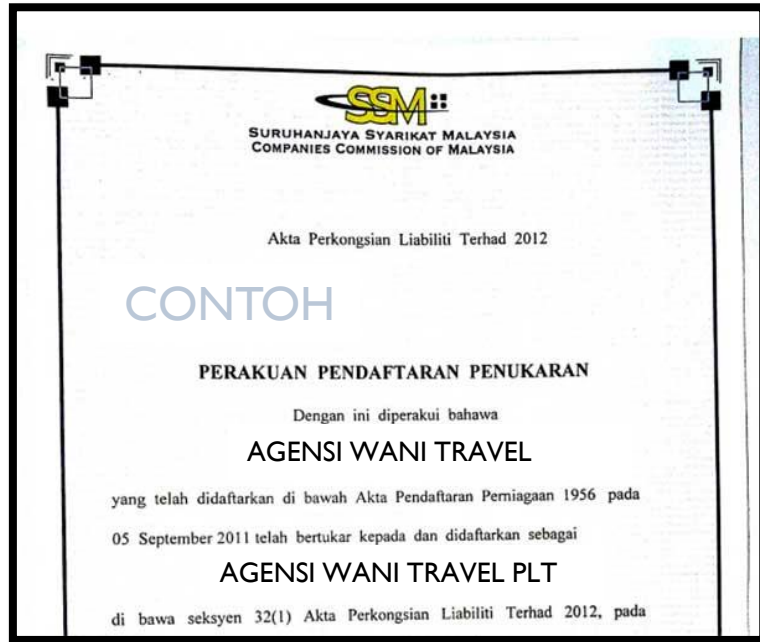 SSM
SURUHANJAYA SYARIKAT MALAYSIA
COMPANIES COMMISSION OF MALAYSIA
Akta Perkongsian Liabiliti Terhad 2012
CONTOH
PERAKUAN PENDAFTARAN PENUKARAN
Dengan ini diperakui bahawa
AGENSI WANI TRAVEL
yang telah didaftarkan di bawah Akta Pendaftaran Perniagaan 1956 pada
05 September 2011 telah bertukar kepada dan didaftarkan sebagai
AGENSI WANI TRAVEL PLT
di bawa seksyen 32(1) Akta Perkongsian Liabiliti Terhad 2012, pada